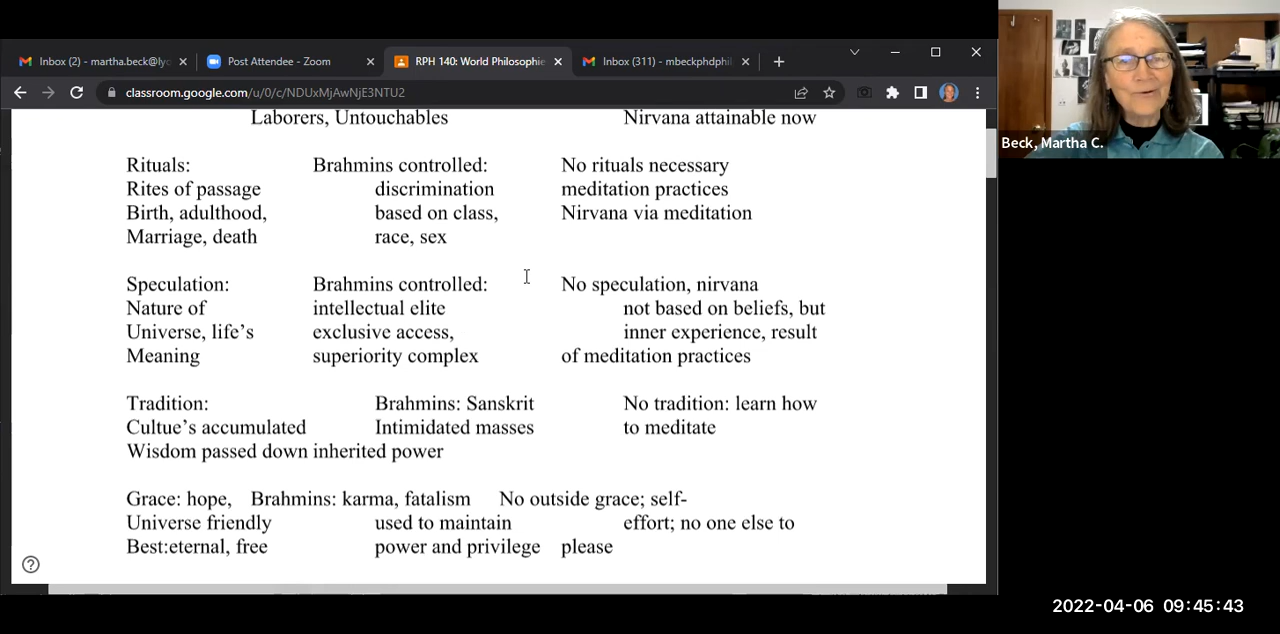 Inbox (2) - martha.beck@lyc
Post Attendee - Zoom
RPH 140: World Philosophie
Inbox (311) - mbeckphdphil
classroom.google.com/u/0/c/NDUxMjAwNjE3NTU2
Beck, Martha C.
Laborers, Untouchables Nirvana attainable now
Rituals: Brahmins controlled: No rituals necessary
Rites of passage discrimination meditation practices
Birth, adulthood, based on class, Nirvana via meditation
Marriage, death race, sex
Speculation: Brahmins controlled: No speculation, nirvana
Nature of intellectual elite not based on beliefs, but
Universe, life's exclusive access, inner experience, result
Meaning superiority complex of meditation practices
Tradition: Brahmins: Sanskrit No tradition: learn how
Cultue's accumulated Intimidated masses to meditate
Wisdom passed down inherited power
Grace: hope, Brahmins: karma, fatalism No outside grace; self-
Universe friendly used to maintain effort; no one else to
Best:eternal, free power and privilege please
2022-04-06 09:45:43